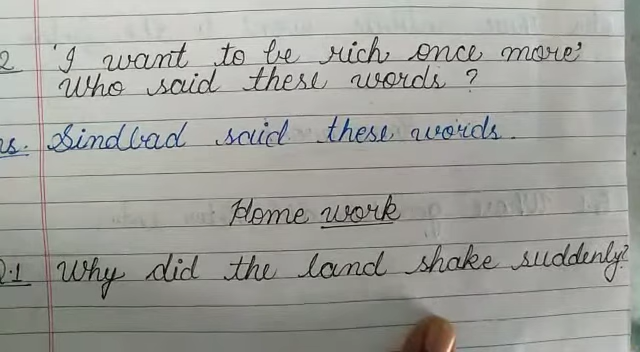 2 'I want to be rich once more'
Who said these words ?
s. Sindbad said these words.
Home work
Q.1 Why did the land shake suddenly?